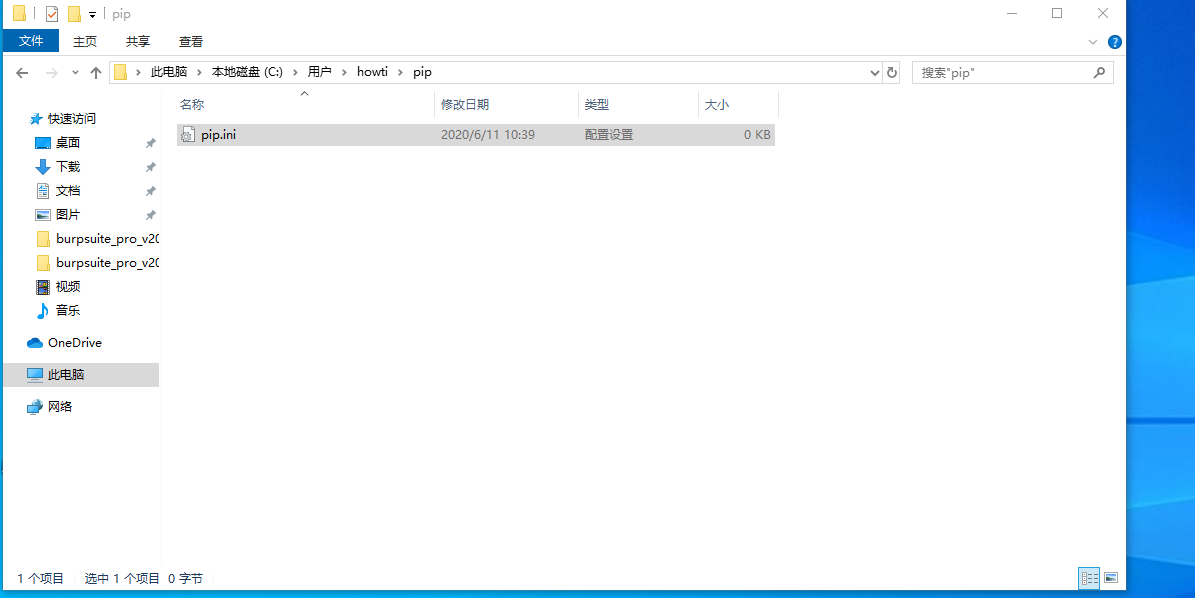 pip
文件 主页 共享 查看
此电脑 本地磁盘 (C:) 用户 howti pip 搜索"pip"
名称 修改日期 类型 大小
pip.ini 2020/6/11 10:39 配置设置 0 KB
快速访问
桌面
下载
文档
图片
burpsuite_pro_v20
burpsuite_pro_v20
视频
音乐
OneDrive
此电脑
网络
1 个项目 选中 1 个项目 0 字节